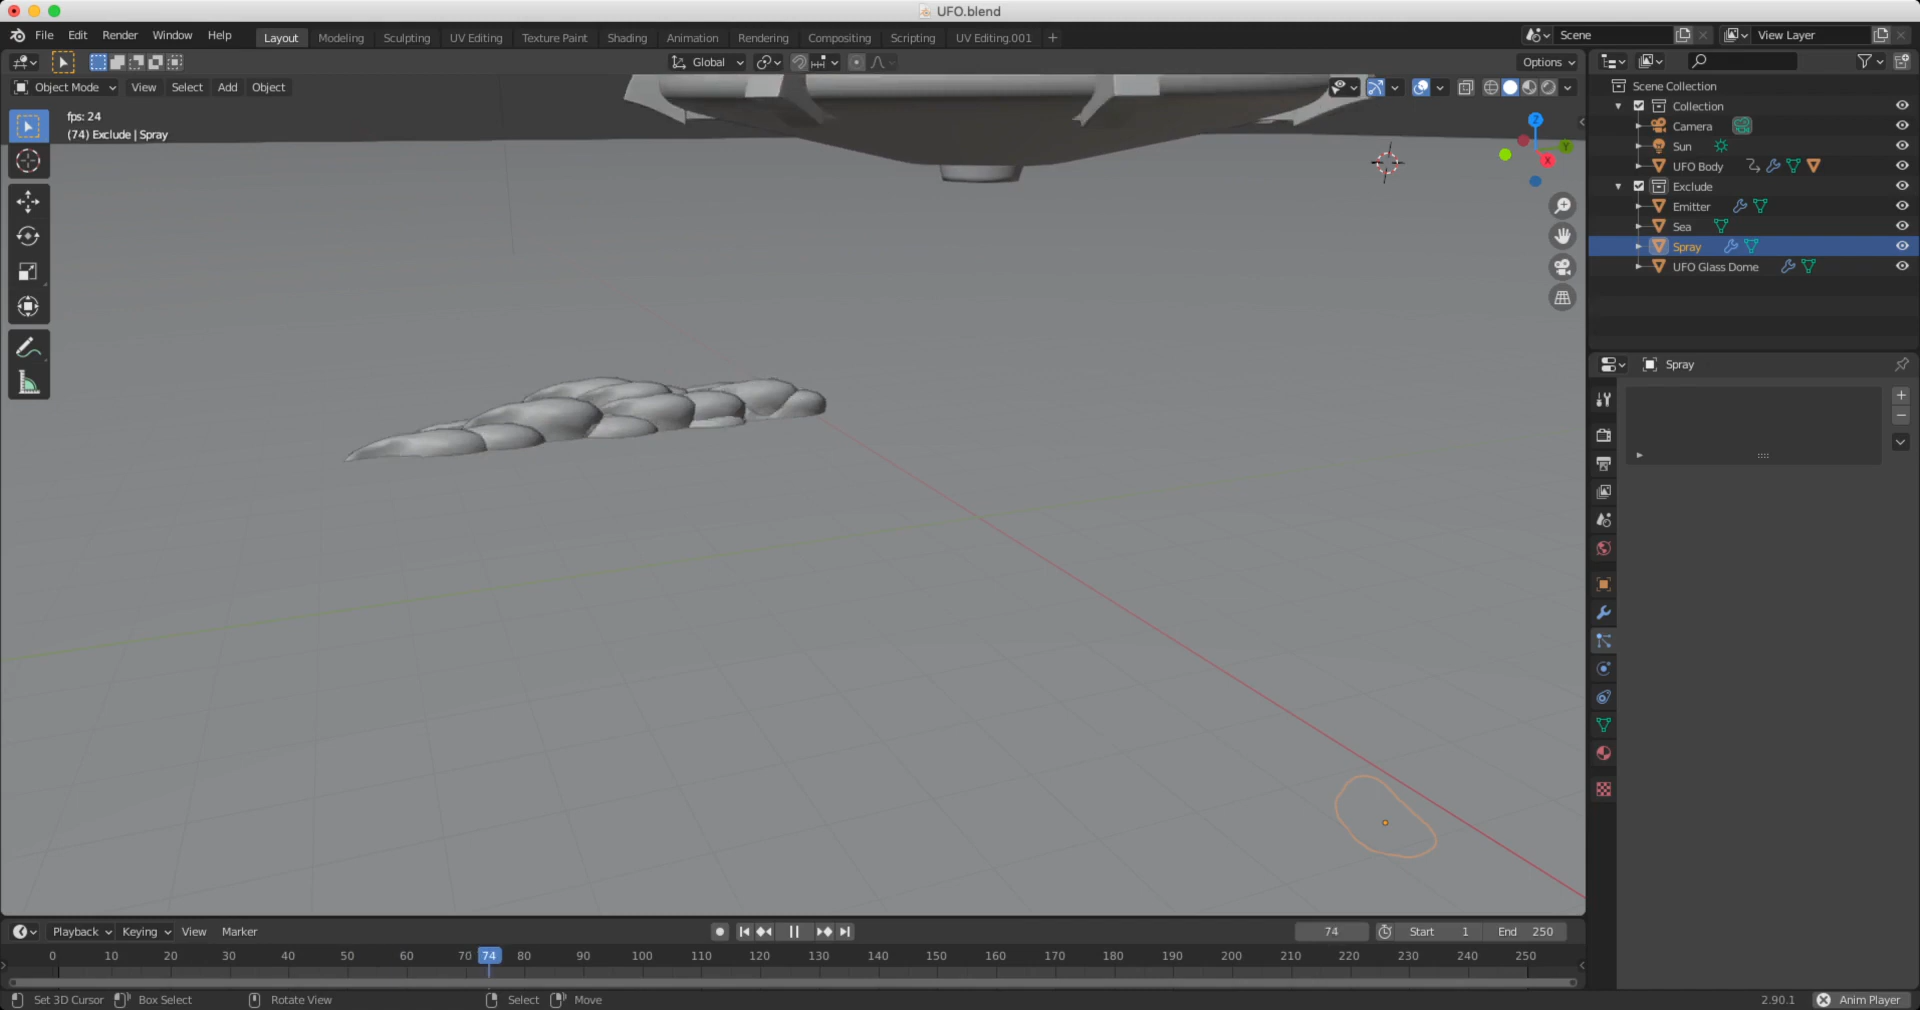 UFO.blend
File Edit Render Window Help Layout Modeling Sculpting UV Editing Texture Paint Shading Animation Rendering Compositing Scripting UV Editing.001 + Scene View Layer
Global Options
Object Mode View Select Add Object
fps: 24
(74) Exclude | Spray
Z
Y
X
Scene Collection
Collection
Camera
Sun
UFO Body
Exclude
Emitter
Sea
Spray
UFO Glass Dome
Spray
Playback Keying View Marker 74 Start 1 End 250
0 10 20 30 40 50 60 70 74 80 90 100 110 120 130 140 150 160 170 180 190 200 210 220 230 240 250
Set 3D Cursor Box Select Rotate View Select Move 2.90.1 Anim Player